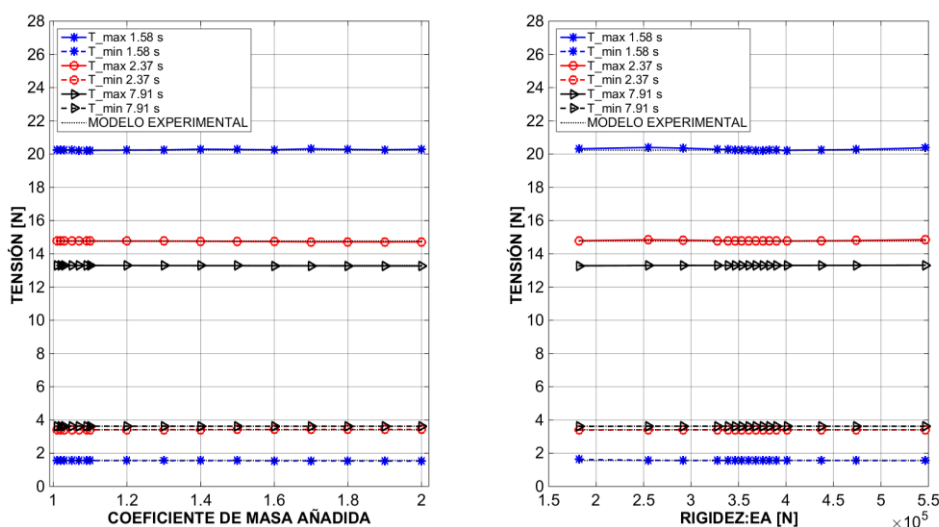 28
26
24
22
20
18
16
14
12
10
8
6
4
2
0
TENSIÓN [N]
T_max 1.58 s
T_min 1.58 s
T_max 2.37 s
T_min 2.37 s
T_max 7.91 s
T_min 7.91 s
MODELO EXPERIMENTAL
1 1.2 1.4 1.6 1.8 2
COEFICIENTE DE MASA AÑADIDA
28
26
24
22
20
18
16
14
12
10
8
6
4
2
0
TENSIÓN [N]
T_max 1.58 s
T_min 1.58 s
T_max 2.37 s
T_min 2.37 s
T_max 7.91 s
T_min 7.91 s
MODELO EXPERIMENTAL
1.5 2 2.5 3 3.5 4 4.5 5 5.5
RIGIDEZ:EA [N]
×10⁵